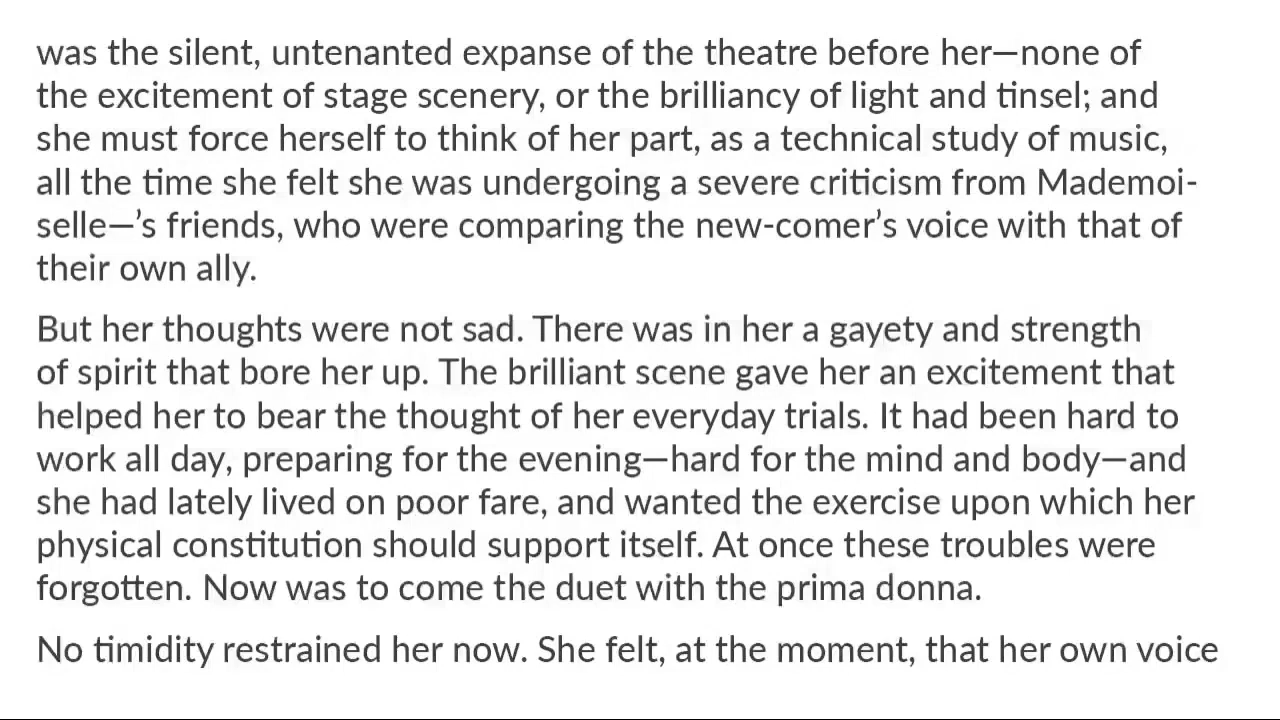 was the silent, untenanted expanse of the theatre before her—none of
the excitement of stage scenery, or the brilliancy of light and tinsel; and
she must force herself to think of her part, as a technical study of music,
all the time she felt she was undergoing a severe criticism from Mademoi-
selle—’s friends, who were comparing the new-comer’s voice with that of
their own ally.
But her thoughts were not sad. There was in her a gayety and strength
of spirit that bore her up. The brilliant scene gave her an excitement that
helped her to bear the thought of her everyday trials. It had been hard to
work all day, preparing for the evening—hard for the mind and body—and
she had lately lived on poor fare, and wanted the exercise upon which her
physical constitution should support itself. At once these troubles were
forgotten. Now was to come the duet with the prima donna.
No timidity restrained her now. She felt, at the moment, that her own voice